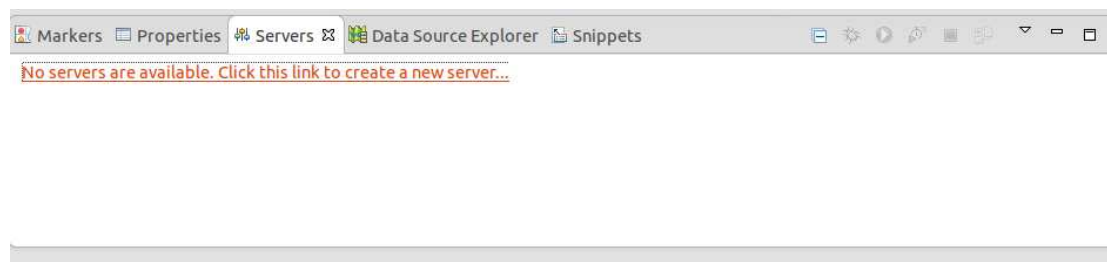 Markers Properties Servers Data Source Explorer Snippets
No servers are available. Click this link to create a new server...